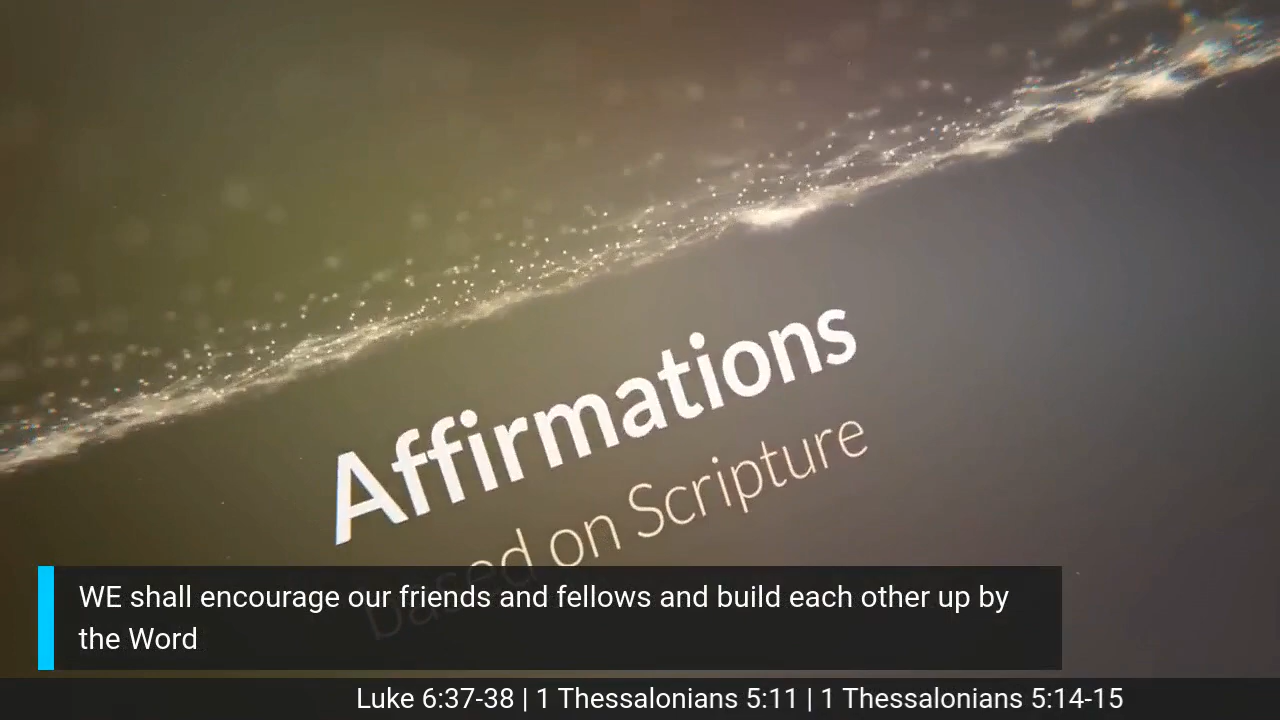 Affirmations
based on Scripture
WE shall encourage our friends and fellows and build each other up by
the Word
Luke 6:37-38 | 1 Thessalonians 5:11 | 1 Thessalonians 5:14-15